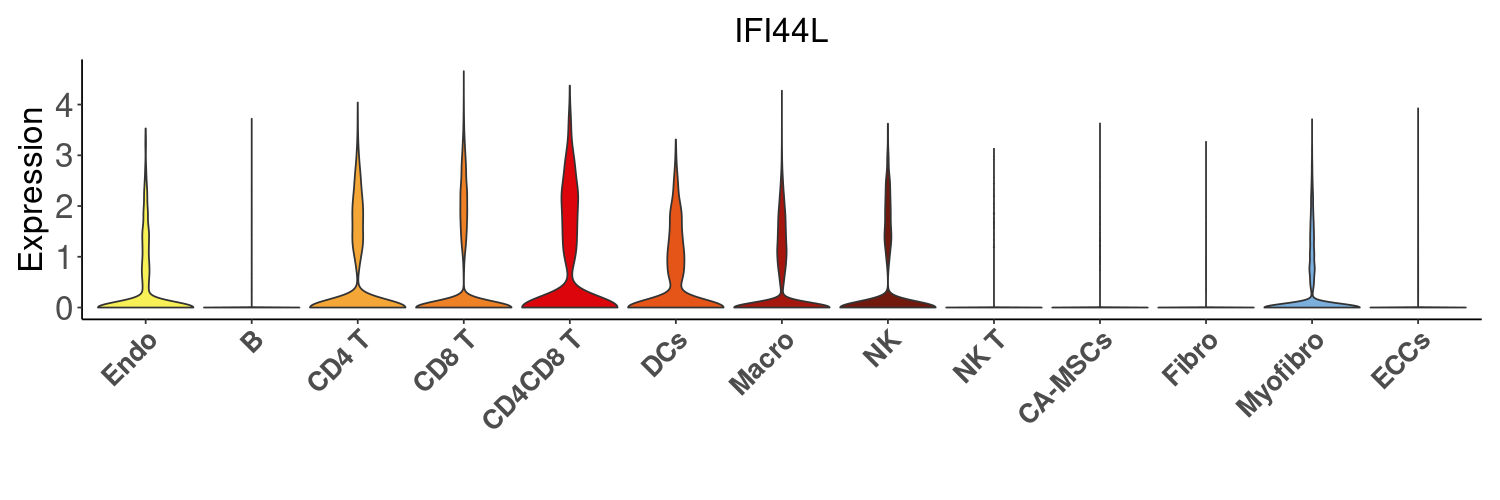 IFI44L
Expression
4
3
2
1
0
Endo
B
CD4 T
CD8 T
CD4CD8 T
DCs
Macro
NK
NK T
CA-MSCs
Fibro
Myofibro
ECCs